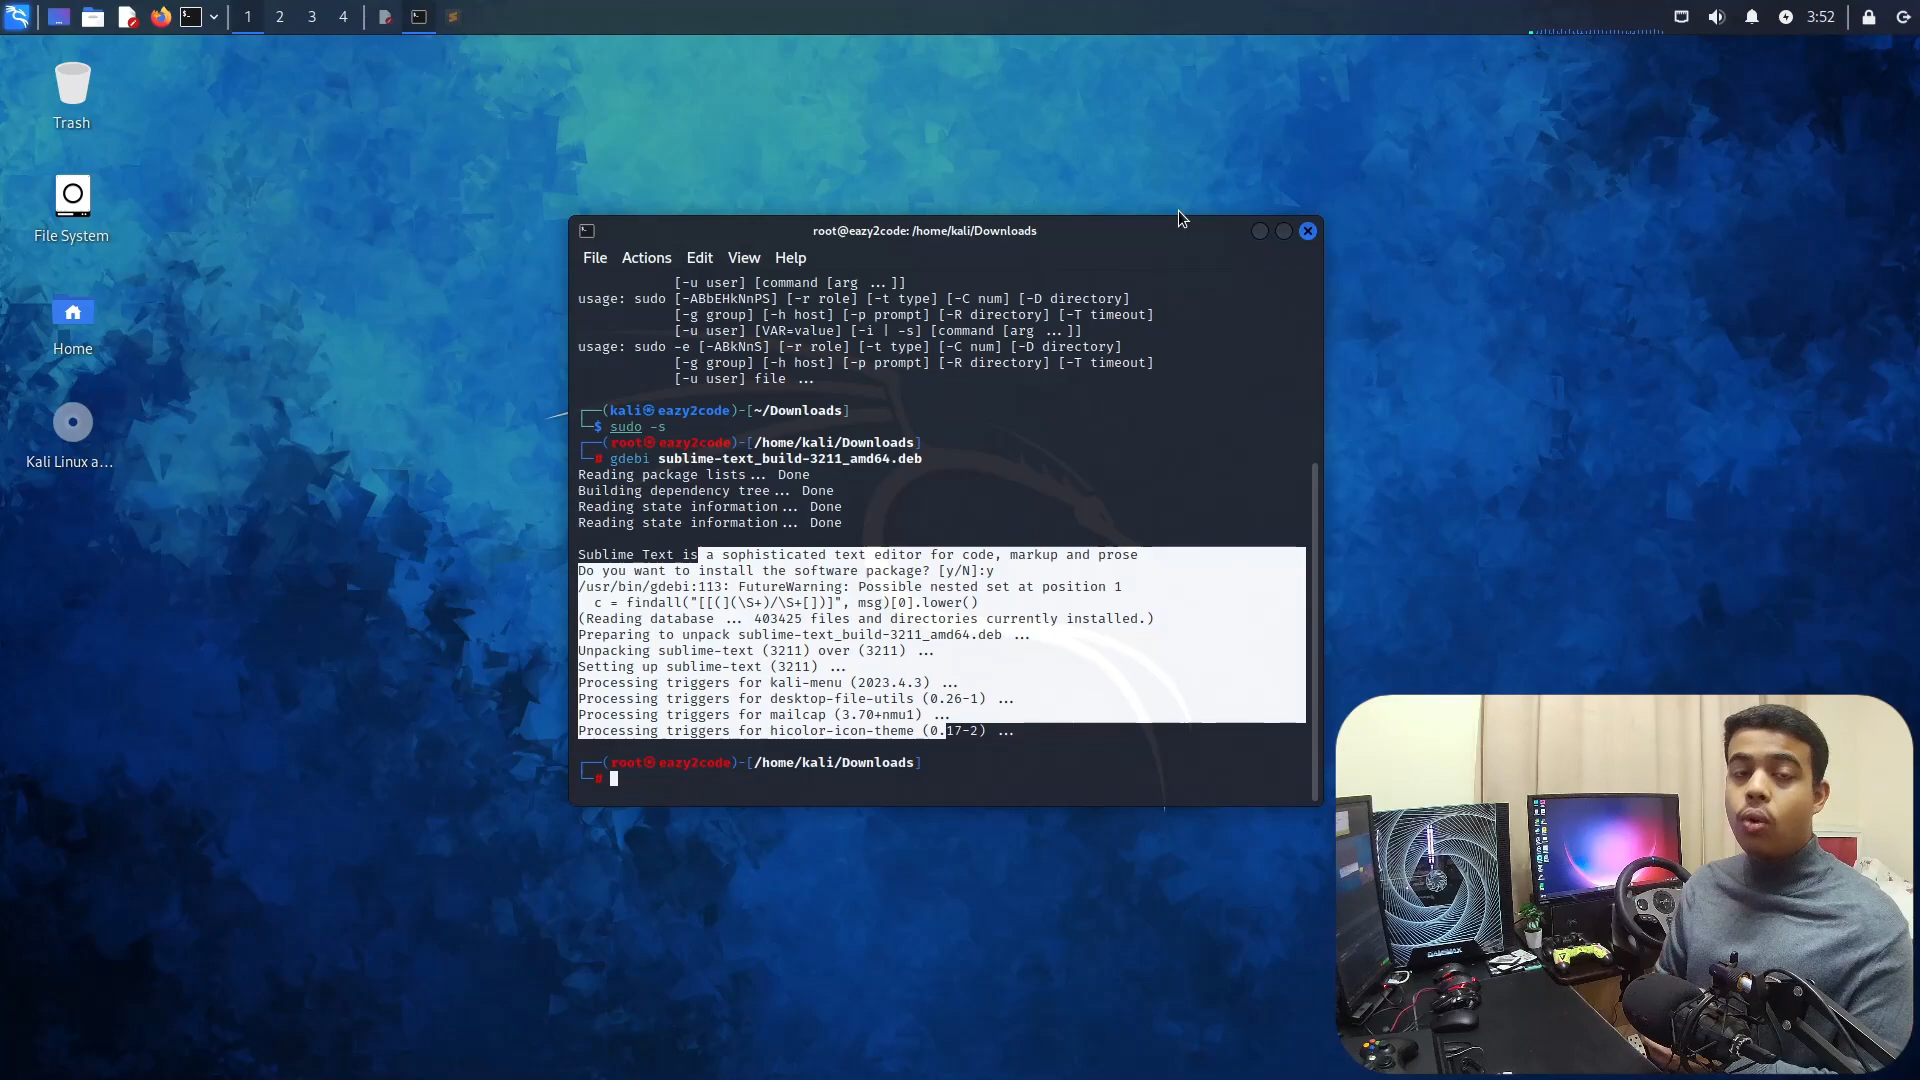 1 2 3 4
3:52
Trash
File System
Home
Kali Linux a...
root@eazy2code: /home/kali/Downloads
File Actions Edit View Help
[-u user] [command [arg ...]]
usage: sudo [-ABbEHkNnPS] [-r role] [-t type] [-C num] [-D directory]
[-g group] [-h host] [-p prompt] [-R directory] [-T timeout]
[-u user] [VAR=value] [-i | -s] [command [arg ...]]
usage: sudo -e [-ABkNnS] [-r role] [-t type] [-C num] [-D directory]
[-g group] [-h host] [-p prompt] [-R directory] [-T timeout]
[-u user] file ...
┌──(kali㉿eazy2code)-[~/Downloads]
└─$ sudo -s
┌──(root㉿eazy2code)-[/home/kali/Downloads]
└─# gdebi sublime-text_build-3211_amd64.deb
Reading package lists... Done
Building dependency tree... Done
Reading state information... Done
Reading state information... Done
Sublime Text is a sophisticated text editor for code, markup and prose
Do you want to install the software package? [y/N]:y
/usr/bin/gdebi:113: FutureWarning: Possible nested set at position 1
c = findall("[[(](\S+)/\S+[])]", msg)[0].lower()
(Reading database ... 403425 files and directories currently installed.)
Preparing to unpack sublime-text_build-3211_amd64.deb ...
Unpacking sublime-text (3211) over (3211) ...
Setting up sublime-text (3211) ...
Processing triggers for kali-menu (2023.4.3) ...
Processing triggers for desktop-file-utils (0.26-1) ...
Processing triggers for mailcap (3.70+nmu1) ...
Processing triggers for hicolor-icon-theme (0.17-2) ...
┌──(root㉿eazy2code)-[/home/kali/Downloads]
└─#